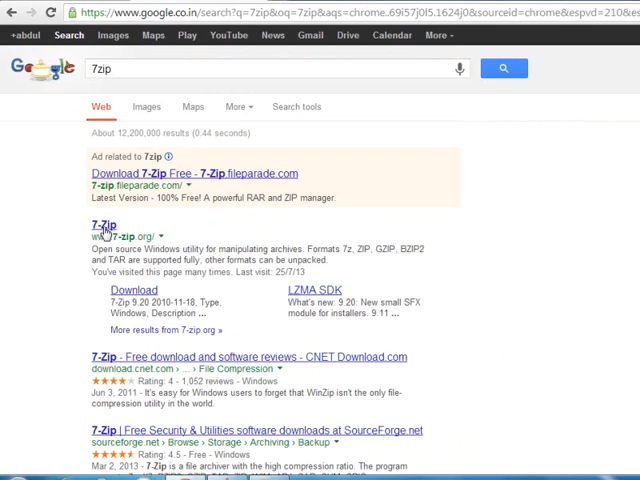 https://www.google.co.in/search?q=7zip&oq=7zip&aqs=chrome..69i57j0l5.1624j0&sourceid=chrome&espvd=210&es
+abdul Search Images Maps Play YouTube News Gmail Drive Calendar More
Google
7zip
Web Images Maps More Search tools
About 12,200,000 results (0.44 seconds)
Ad related to 7zip
Download 7-Zip Free - 7-Zip.fileparade.com
7-zip.fileparade.com/
Latest Version - 100% Free! A powerful RAR and ZIP manager.
7-Zip
www.7-zip.org/
Open source Windows utility for manipulating archives. Formats 7z, ZIP, GZIP, BZIP2
and TAR are supported fully, other formats can be unpacked.
You've visited this page many times. Last visit: 25/7/13
Download
7-Zip 9.20 2010-11-18, Type,
Windows, Description ...
LZMA SDK
What's new: 9.20: New small SFX
module for installers. 9.11 ...
More results from 7-zip.org »
7-Zip - Free download and software reviews - CNET Download.com
download.cnet.com › ... › File Compression
Rating: 4 - 1,052 reviews - Windows
Jun 3, 2011 - It's easy for Windows users to forget that WinZip isn't the only file-
compression utility in the world.
7-Zip | Free Security & Utilities software downloads at SourceForge.net
sourceforge.net › Browse › Storage › Archiving › Backup
Rating: 4.5 - Free - Windows
Mar 2, 2013 - 7-Zip is a file archiver with the high compression ratio. The program